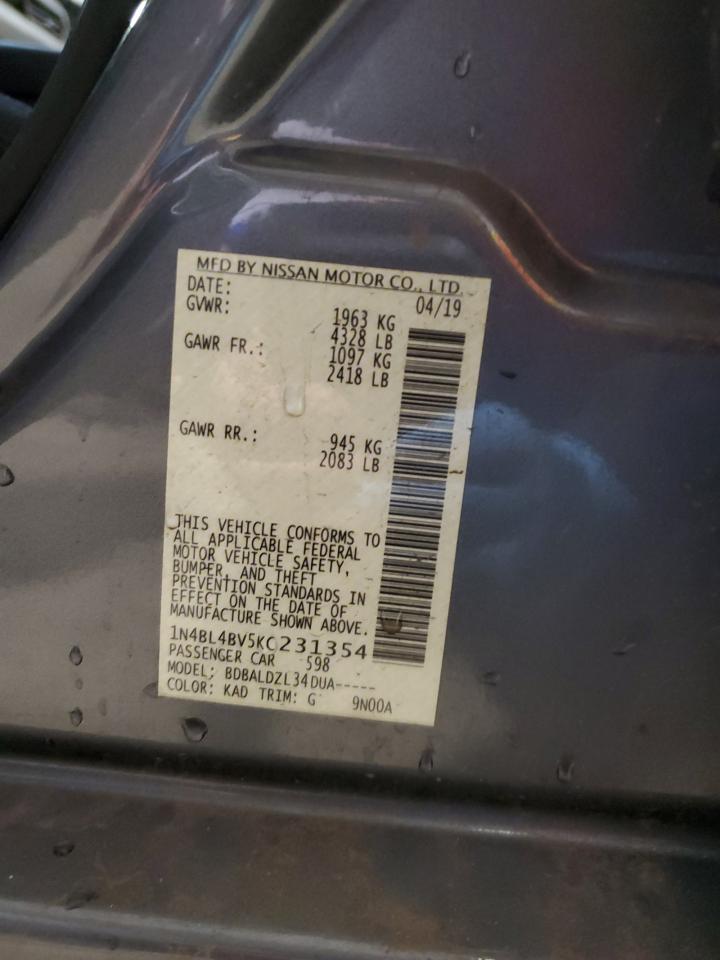 MFD BY NISSAN MOTOR CO., LTD.
DATE: 04/19
GVWR: 1963 KG
4328 LB
GAWR FR.: 1097 KG
2418 LB
GAWR RR.: 945 KG
2083 LB
THIS VEHICLE CONFORMS TO
ALL APPLICABLE FEDERAL
MOTOR VEHICLE SAFETY,
BUMPER, AND THEFT
PREVENTION STANDARDS IN
EFFECT ON THE DATE OF
MANUFACTURE SHOWN ABOVE.
1N4BL4BV5KC231354
PASSENGER CAR 598
MODEL: BDBALDZL34DUA-----
COLOR: KAD TRIM: G 9N00A